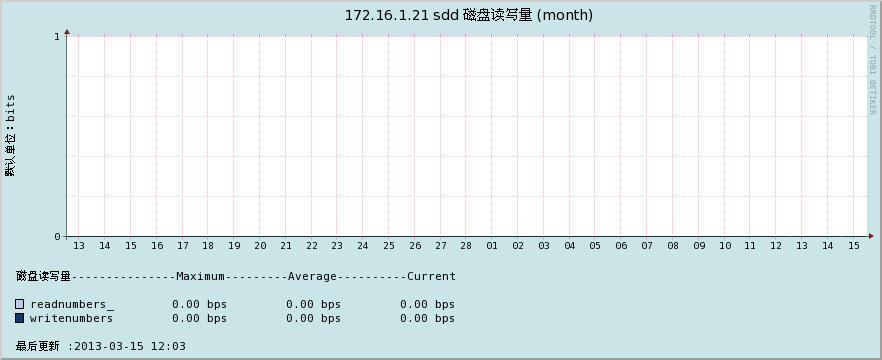 172.16.1.21 sdd 磁盘读写量 (month)
RRDTOOL / TOBI OETIKER
默认单位：bits
1
0
13 14 15 16 17 18 19 20 21 22 23 24 25 26 27 28 01 02 03 04 05 06 07 08 09 10 11 12 13 14 15
磁盘读写量---------------Maximum---------Average----------Current
readnumbers_ 0.00 bps 0.00 bps 0.00 bps
writenumbers 0.00 bps 0.00 bps 0.00 bps
最后更新 :2013-03-15 12:03